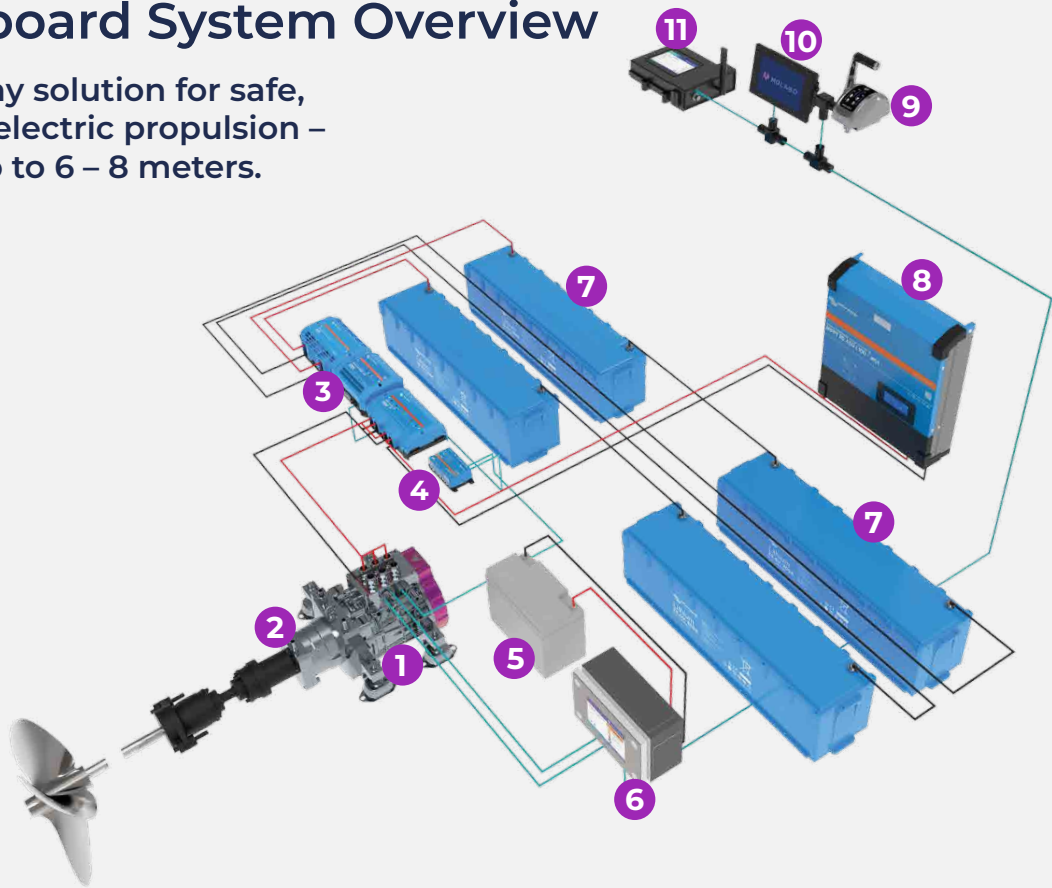 board System Overview
ny solution for safe,
electric propulsion –
o to 6 – 8 meters.
11
10
9
MOLABO
7
8
3
4
7
2
1
5
6